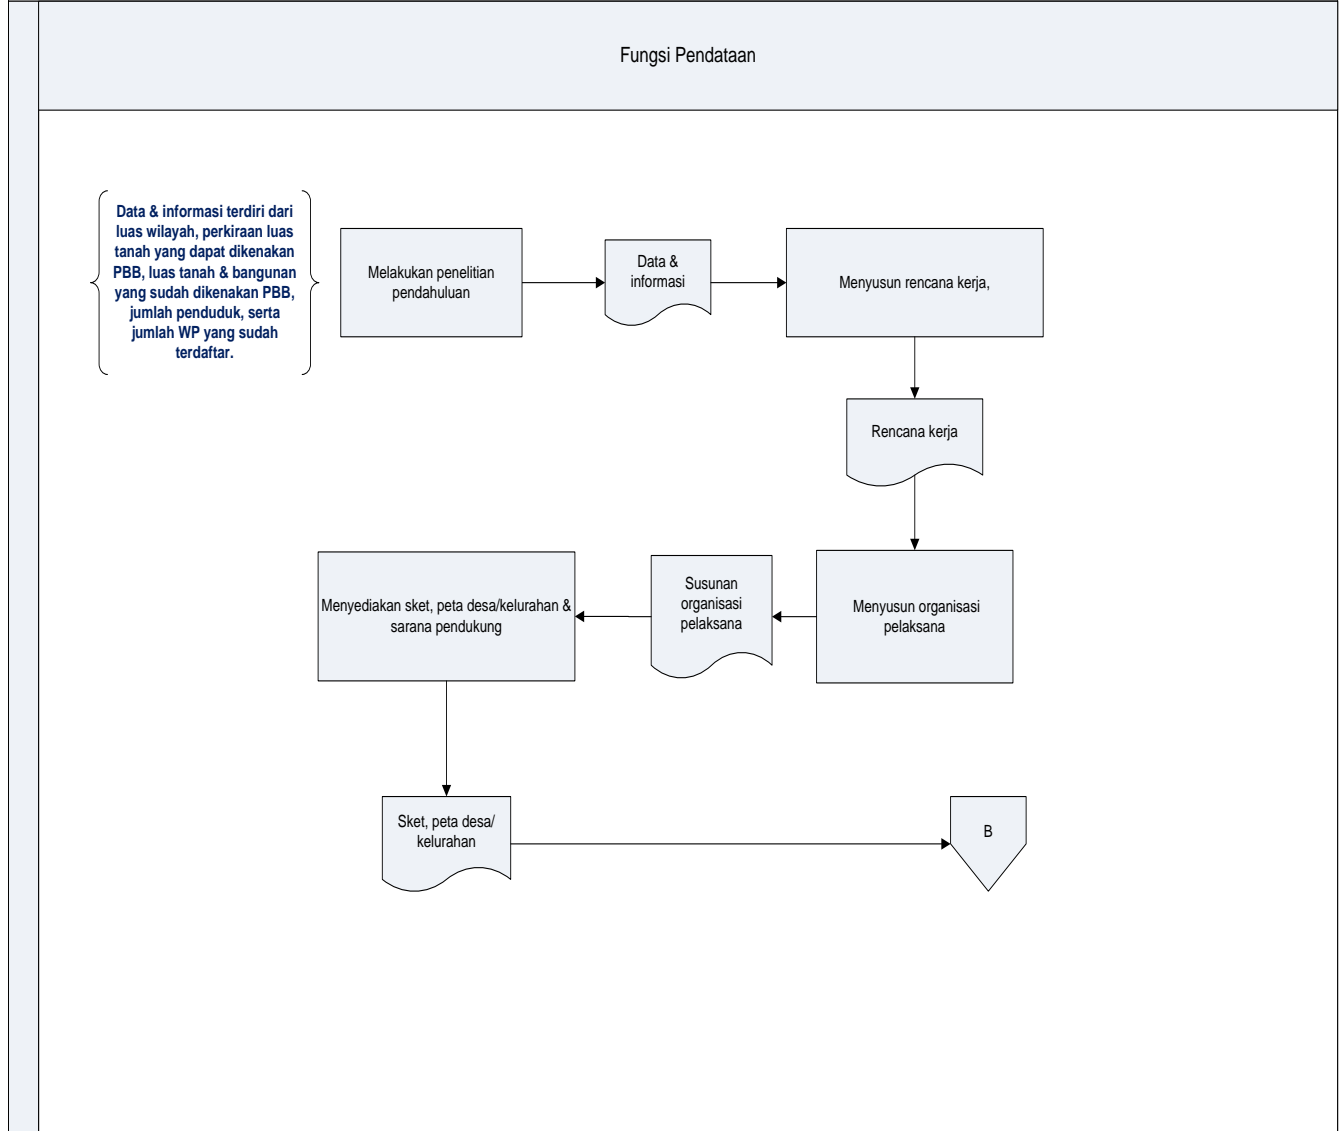 Fungsi Pendataan
Data & informasi terdiri dari
luas wilayah, perkiraan luas
tanah yang dapat dikenakan
PBB, luas tanah & bangunan
yang sudah dikenakan PBB,
jumlah penduduk, serta
jumlah WP yang sudah
terdaftar.
Melakukan penelitian
pendahuluan
Data &
informasi
Menyusun rencana kerja,
Rencana kerja
Menyusun organisasi
pelaksana
Susunan
organisasi
pelaksana
Menyediakan sket, peta desa/kelurahan &
sarana pendukung
Sket, peta desa/
kelurahan
B